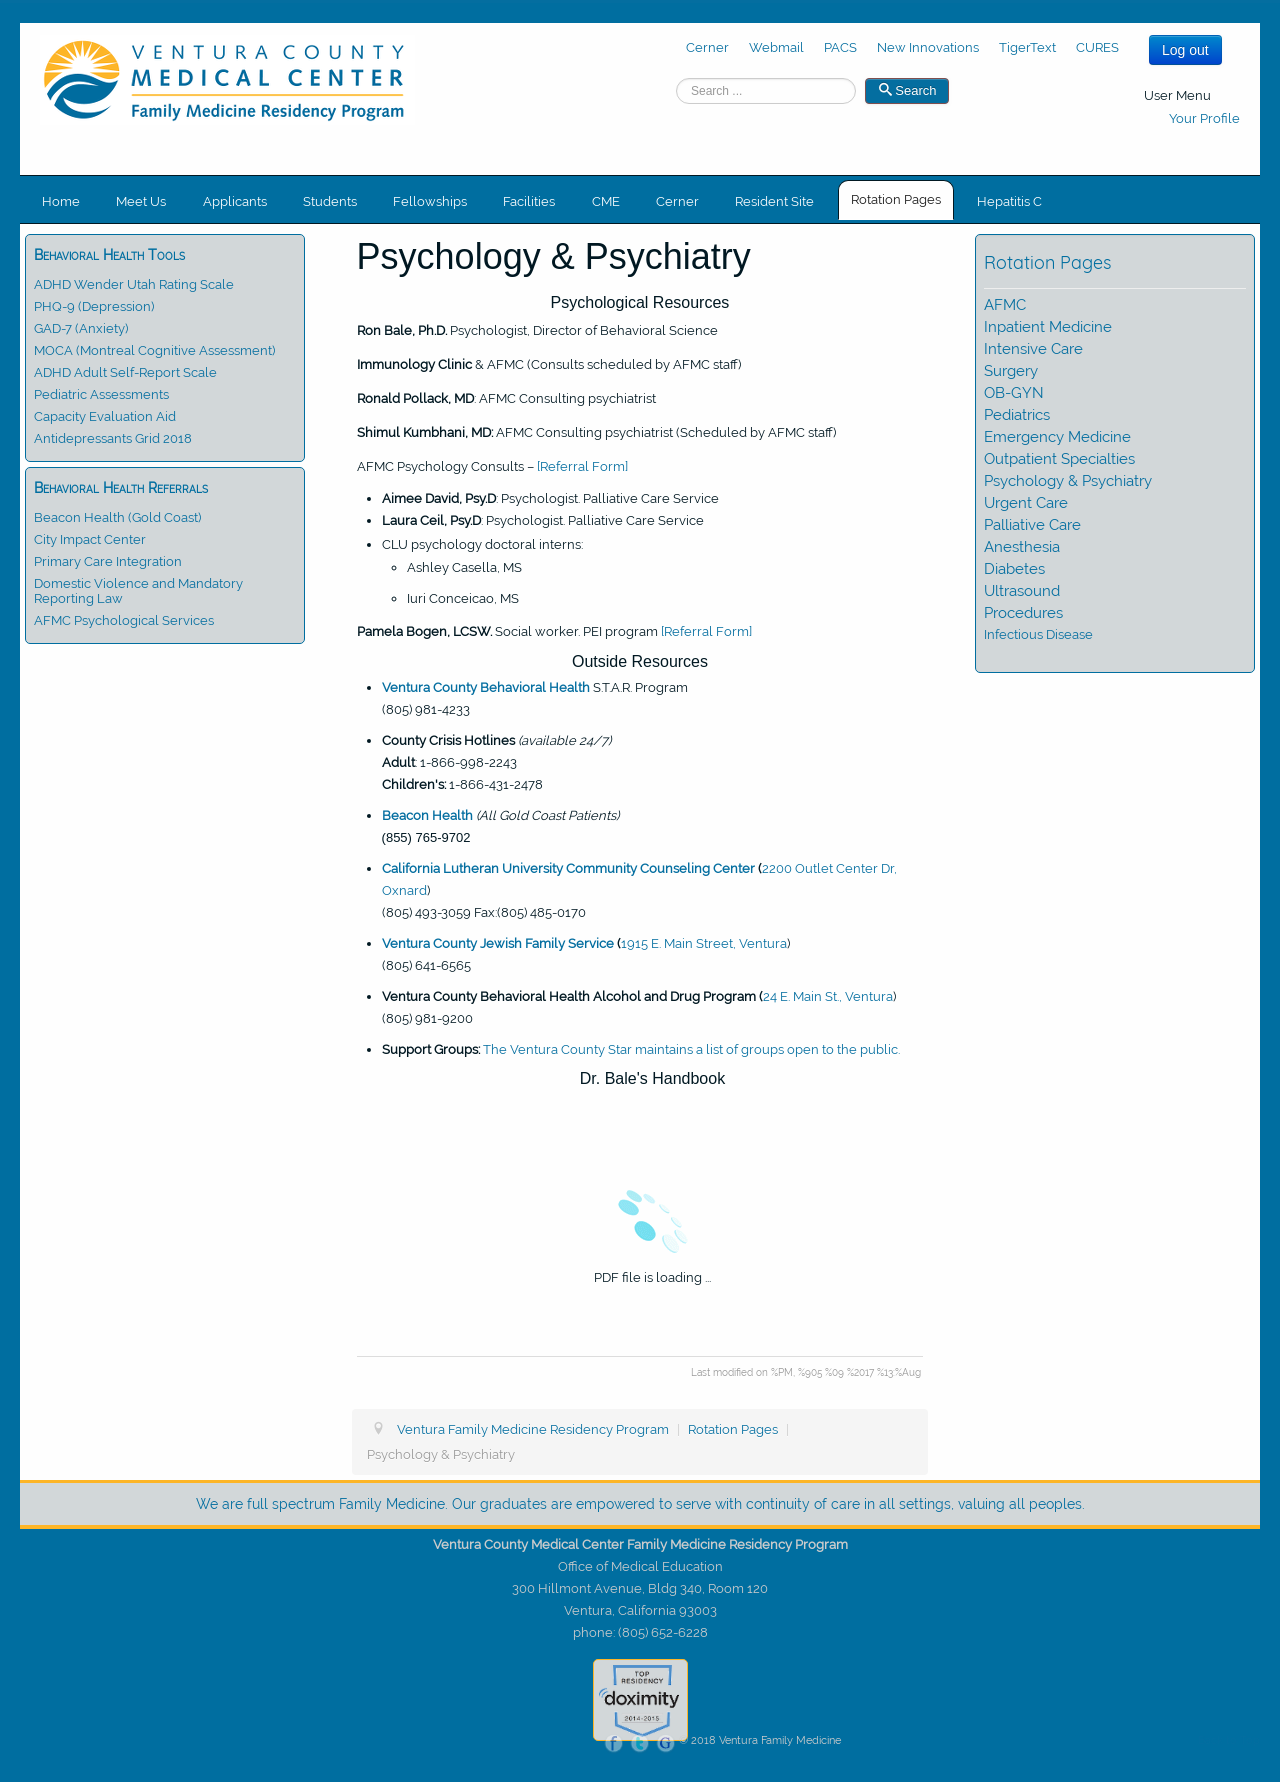 VENTURA COUNTY
MEDICAL CENTER
Family Medicine Residency Program
Cerner Webmail PACS New Innovations TigerText CURES
Log out
Search ...
Search
User Menu
Your Profile
Home Meet Us Applicants Students Fellowships Facilities CME Cerner Resident Site Rotation Pages Hepatitis C
Behavioral Health Tools
ADHD Wender Utah Rating Scale
PHQ-9 (Depression)
GAD-7 (Anxiety)
MOCA (Montreal Cognitive Assessment)
ADHD Adult Self-Report Scale
Pediatric Assessments
Capacity Evaluation Aid
Antidepressants Grid 2018
Behavioral Health Referrals
Beacon Health (Gold Coast)
City Impact Center
Primary Care Integration
Domestic Violence and Mandatory
Reporting Law
AFMC Psychological Services
Psychology & Psychiatry
Psychological Resources
Ron Bale, Ph.D. Psychologist, Director of Behavioral Science
Immunology Clinic & AFMC (Consults scheduled by AFMC staff)
Ronald Pollack, MD: AFMC Consulting psychiatrist
Shimul Kumbhani, MD: AFMC Consulting psychiatrist (Scheduled by AFMC staff)
AFMC Psychology Consults – [Referral Form]
• Aimee David, Psy.D: Psychologist. Palliative Care Service
• Laura Ceil, Psy.D: Psychologist. Palliative Care Service
• CLU psychology doctoral interns:
◦ Ashley Casella, MS
◦ Iuri Conceicao, MS
Pamela Bogen, LCSW. Social worker. PEI program [Referral Form]
Outside Resources
• Ventura County Behavioral Health S.T.A.R. Program
(805) 981-4233
• County Crisis Hotlines (available 24/7)
Adult: 1-866-998-2243
Children's: 1-866-431-2478
• Beacon Health (All Gold Coast Patients)
(855) 765-9702
• California Lutheran University Community Counseling Center (2200 Outlet Center Dr,
Oxnard)
(805) 493-3059 Fax:(805) 485-0170
• Ventura County Jewish Family Service (1915 E. Main Street, Ventura)
(805) 641-6565
• Ventura County Behavioral Health Alcohol and Drug Program (24 E. Main St., Ventura)
(805) 981-9200
• Support Groups: The Ventura County Star maintains a list of groups open to the public.
Dr. Bale's Handbook
PDF file is loading ...
Last modified on %PM, %905 %09 %2017 %13:%Aug
Ventura Family Medicine Residency Program | Rotation Pages |
Psychology & Psychiatry
Rotation Pages
AFMC
Inpatient Medicine
Intensive Care
Surgery
OB-GYN
Pediatrics
Emergency Medicine
Outpatient Specialties
Psychology & Psychiatry
Urgent Care
Palliative Care
Anesthesia
Diabetes
Ultrasound
Procedures
Infectious Disease
We are full spectrum Family Medicine. Our graduates are empowered to serve with continuity of care in all settings, valuing all peoples.
Ventura County Medical Center Family Medicine Residency Program
Office of Medical Education
300 Hillmont Avenue, Bldg 340, Room 120
Ventura, California 93003
phone: (805) 652-6228
TOP
RESIDENCY
doximity
2014-2015
f t G © 2018 Ventura Family Medicine